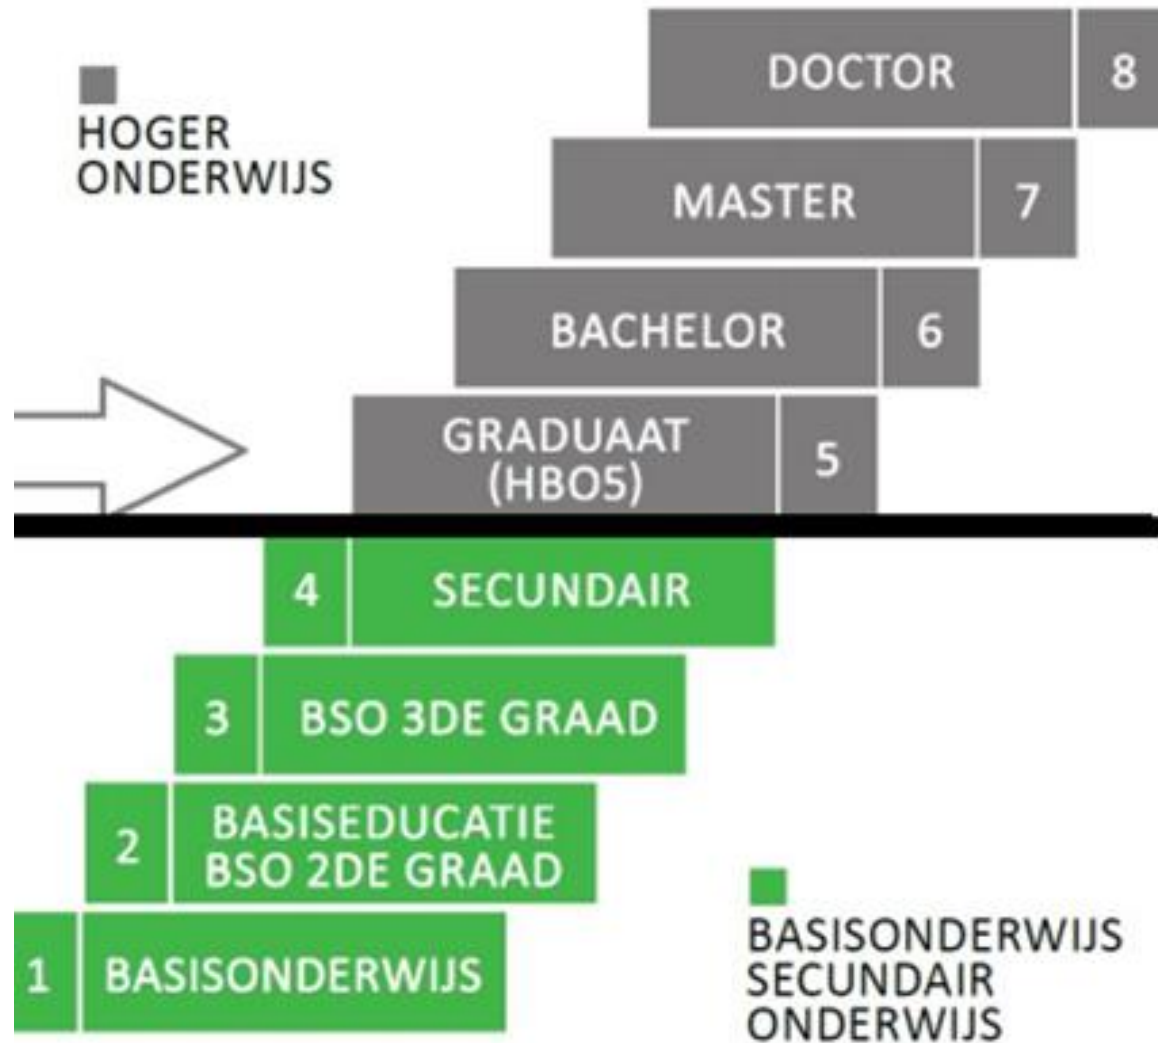 DOCTOR 8
HOGER
ONDERWIJS
MASTER 7
BACHELOR 6
GRADUAAT
(HBO5) 5
4 SECUNDAIR
3 BSO 3DE GRAAD
2 BASISEDUCATIE
BSO 2DE GRAAD
1 BASISONDERWIJS
BASISONDERWIJS
SECUNDAIR
ONDERWIJS